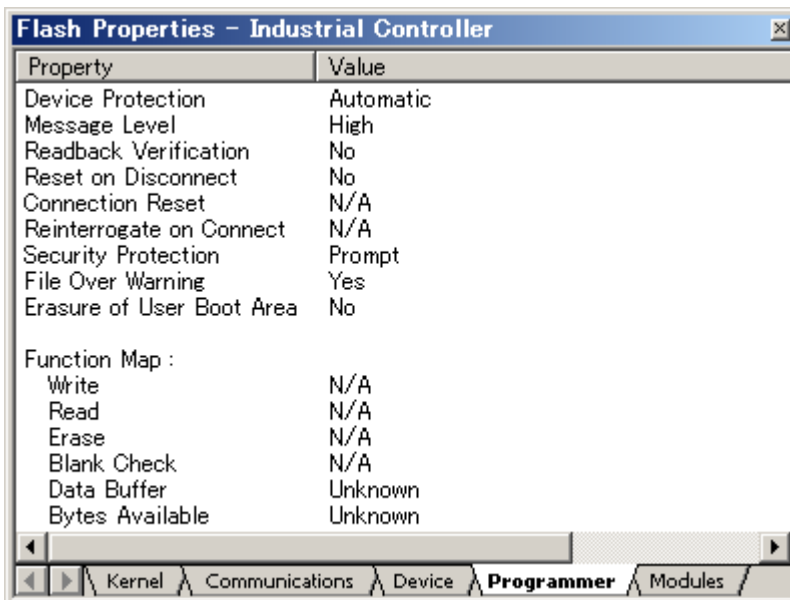 Flash Properties - Industrial Controller
Property Value
Device Protection Automatic
Message Level High
Readback Verification No
Reset on Disconnect No
Connection Reset N/A
Reinterrogate on Connect N/A
Security Protection Prompt
File Over Warning Yes
Erasure of User Boot Area No
Function Map :
Write N/A
Read N/A
Erase N/A
Blank Check N/A
Data Buffer Unknown
Bytes Available Unknown
Kernel Communications Device Programmer Modules